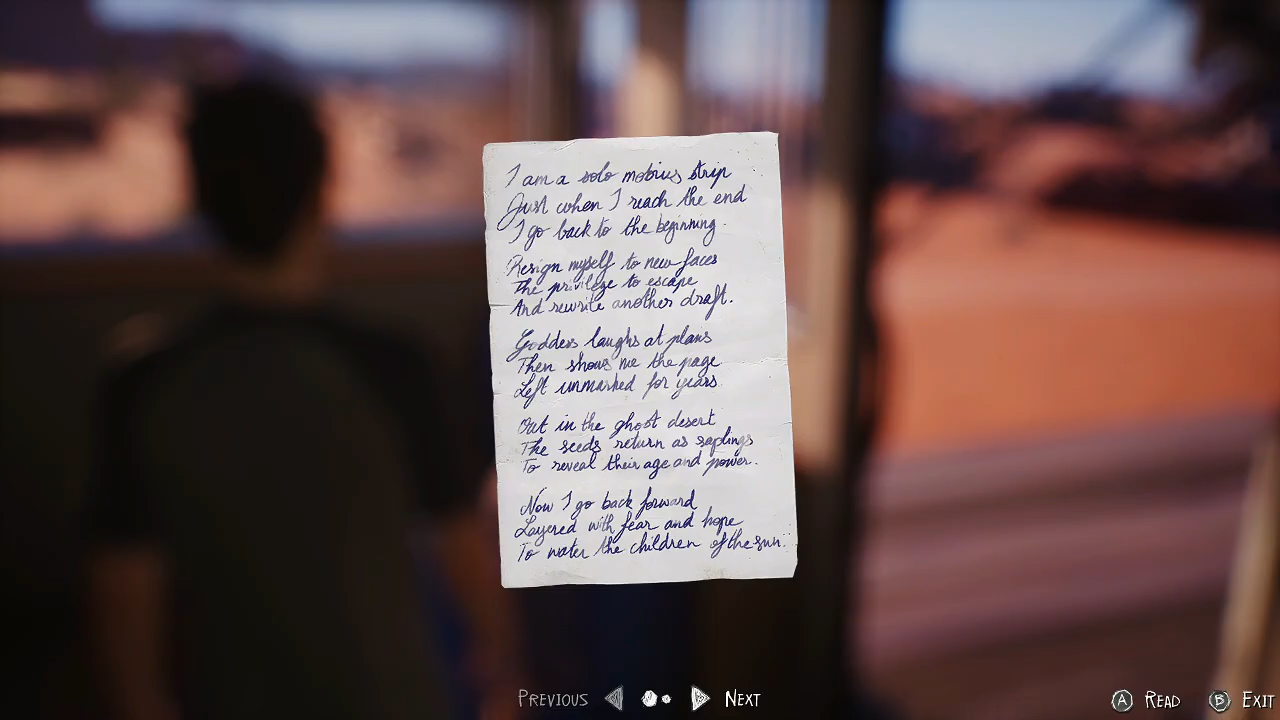 I am a solo mobius strip
Just when I reach the end
I go back to the beginning.
Resign myself to new faces
The privilege to escape
And rewrite another draft.
Goddess laughs at plans
Then shows me the page
Left unmarked for years.
Out in the ghost desert
The seeds return as saplings
To reveal their age and power.
Now I go back forward
Layered with fear and hope
To water the children of the sun.
PREVIOUS NEXT
A READ B EXIT